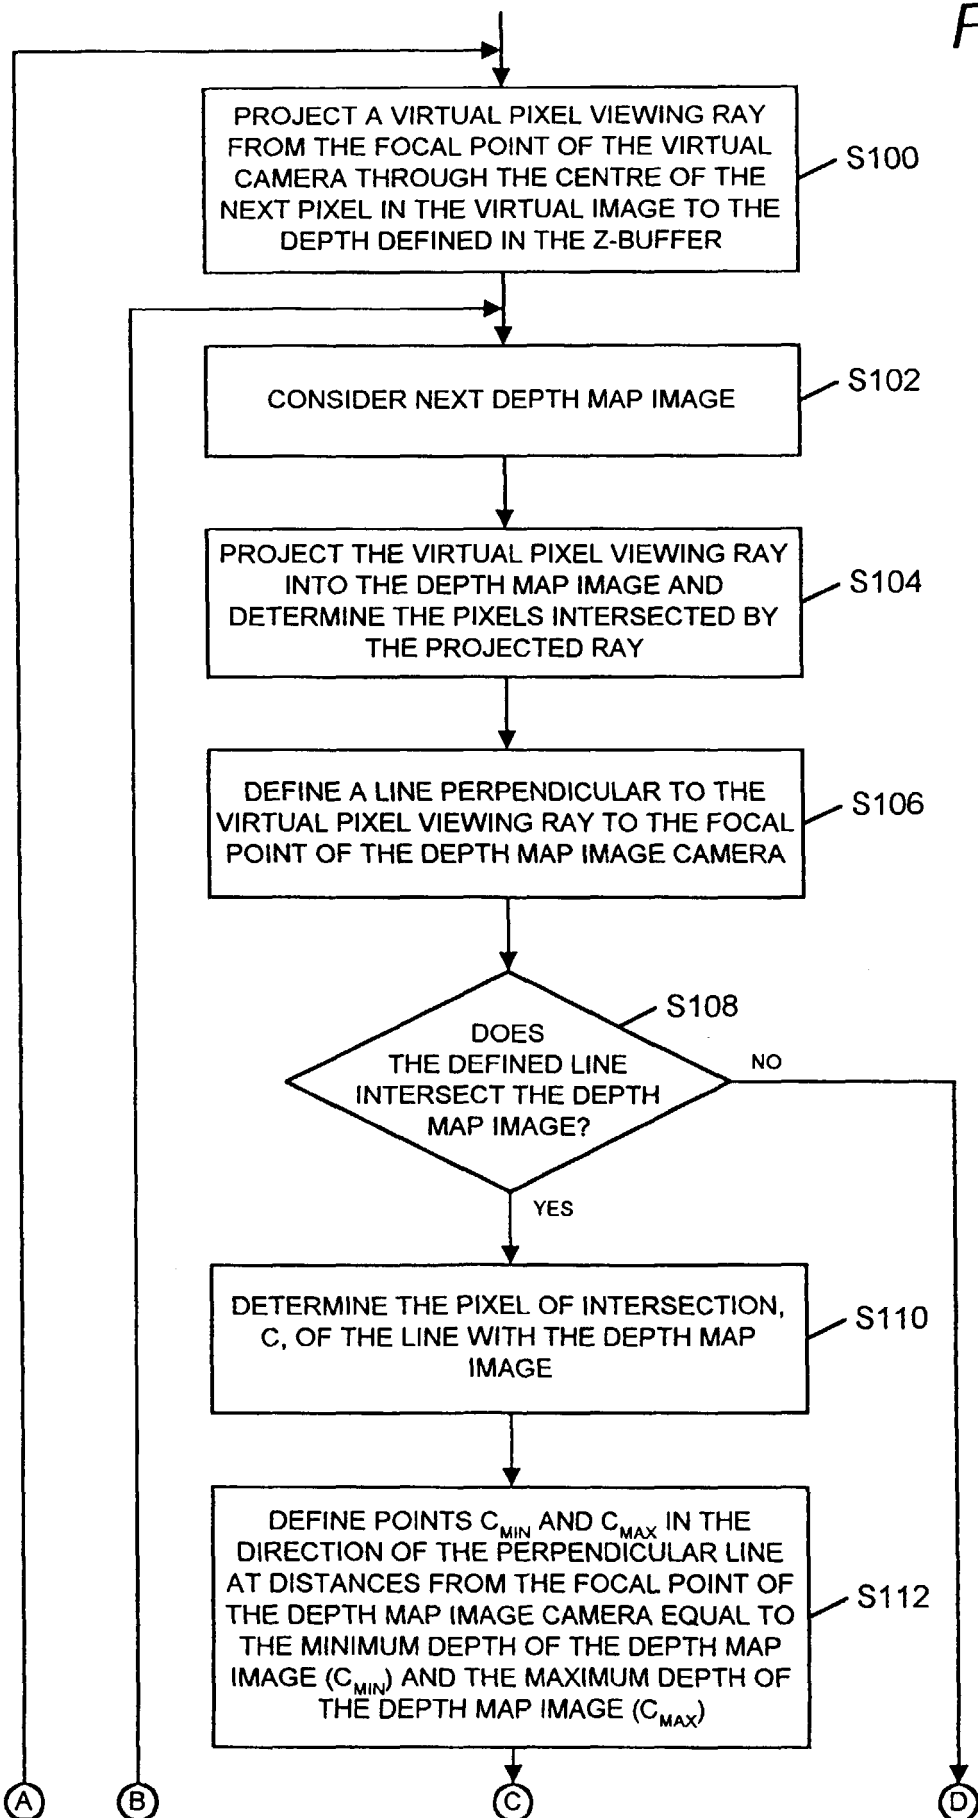 F
PROJECT A VIRTUAL PIXEL VIEWING RAY
FROM THE FOCAL POINT OF THE VIRTUAL
CAMERA THROUGH THE CENTRE OF THE
NEXT PIXEL IN THE VIRTUAL IMAGE TO THE
DEPTH DEFINED IN THE Z-BUFFER
S100
CONSIDER NEXT DEPTH MAP IMAGE
S102
PROJECT THE VIRTUAL PIXEL VIEWING RAY
INTO THE DEPTH MAP IMAGE AND
DETERMINE THE PIXELS INTERSECTED BY
THE PROJECTED RAY
S104
DEFINE A LINE PERPENDICULAR TO THE
VIRTUAL PIXEL VIEWING RAY TO THE FOCAL
POINT OF THE DEPTH MAP IMAGE CAMERA
S106
DOES
THE DEFINED LINE
INTERSECT THE DEPTH
MAP IMAGE?
S108
NO
YES
DETERMINE THE PIXEL OF INTERSECTION,
C, OF THE LINE WITH THE DEPTH MAP
IMAGE
S110
DEFINE POINTS C_MIN AND C_MAX IN THE
DIRECTION OF THE PERPENDICULAR LINE
AT DISTANCES FROM THE FOCAL POINT OF
THE DEPTH MAP IMAGE CAMERA EQUAL TO
THE MINIMUM DEPTH OF THE DEPTH MAP
IMAGE (C_MIN) AND THE MAXIMUM DEPTH OF
THE DEPTH MAP IMAGE (C_MAX)
S112
A
B
C
D